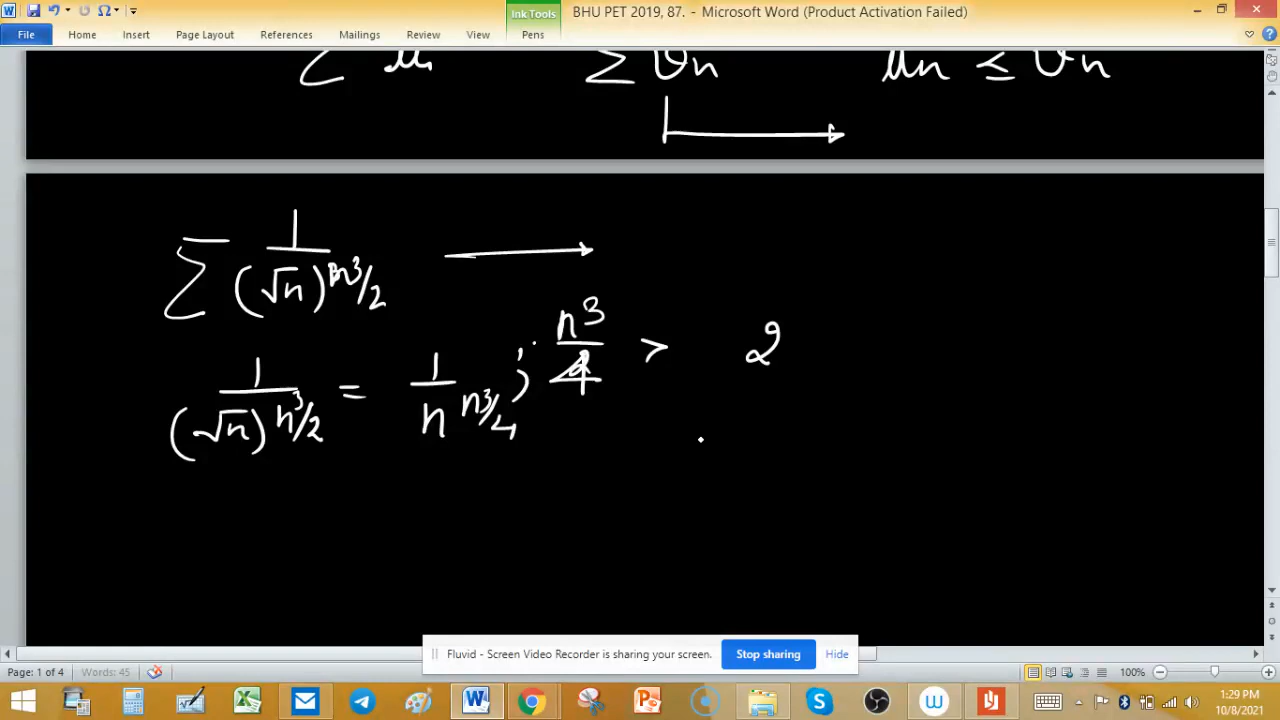 BHU PET 2019, 87. - Microsoft Word (Product Activation Failed)
Ink Tools
File Home Insert Page Layout References Mailings Review View Pens
∑ un ∑ vn un ≤ vn
∑ 1/(√n)^n³/2 →
1/(√n)^n³/2 = 1/n^n³/4 ; n³/4 > 2
Fluvid - Screen Video Recorder is sharing your screen. Stop sharing Hide
Page: 1 of 4 Words: 45 100%
1:29 PM
10/8/2021